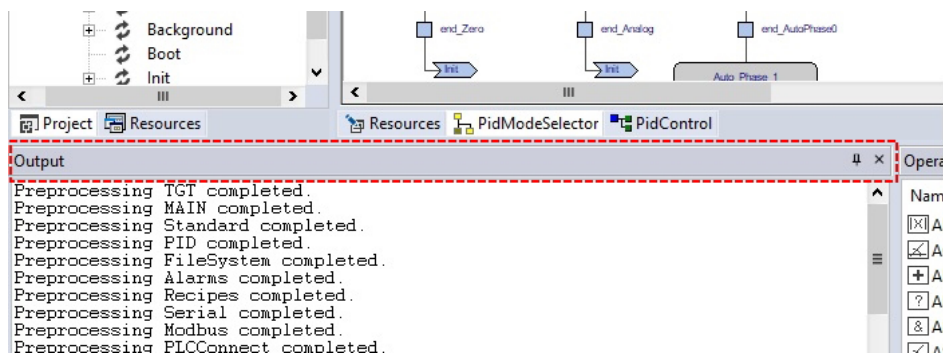 Background
Boot
Init
end_Zero
end_Analog
end_AutoPhase0
Init
Init
Auto Phase 1
Project
Resources
Resources
PidModeSelector
PidControl
Output
Preprocessing TGT completed.
Preprocessing MAIN completed.
Preprocessing Standard completed.
Preprocessing PID completed.
Preprocessing FileSystem completed.
Preprocessing Alarms completed.
Preprocessing Recipes completed.
Preprocessing Serial completed.
Preprocessing Modbus completed.
Preprocessing PLCConnect completed.
Opera
Nam
A
A
A
A
A
A